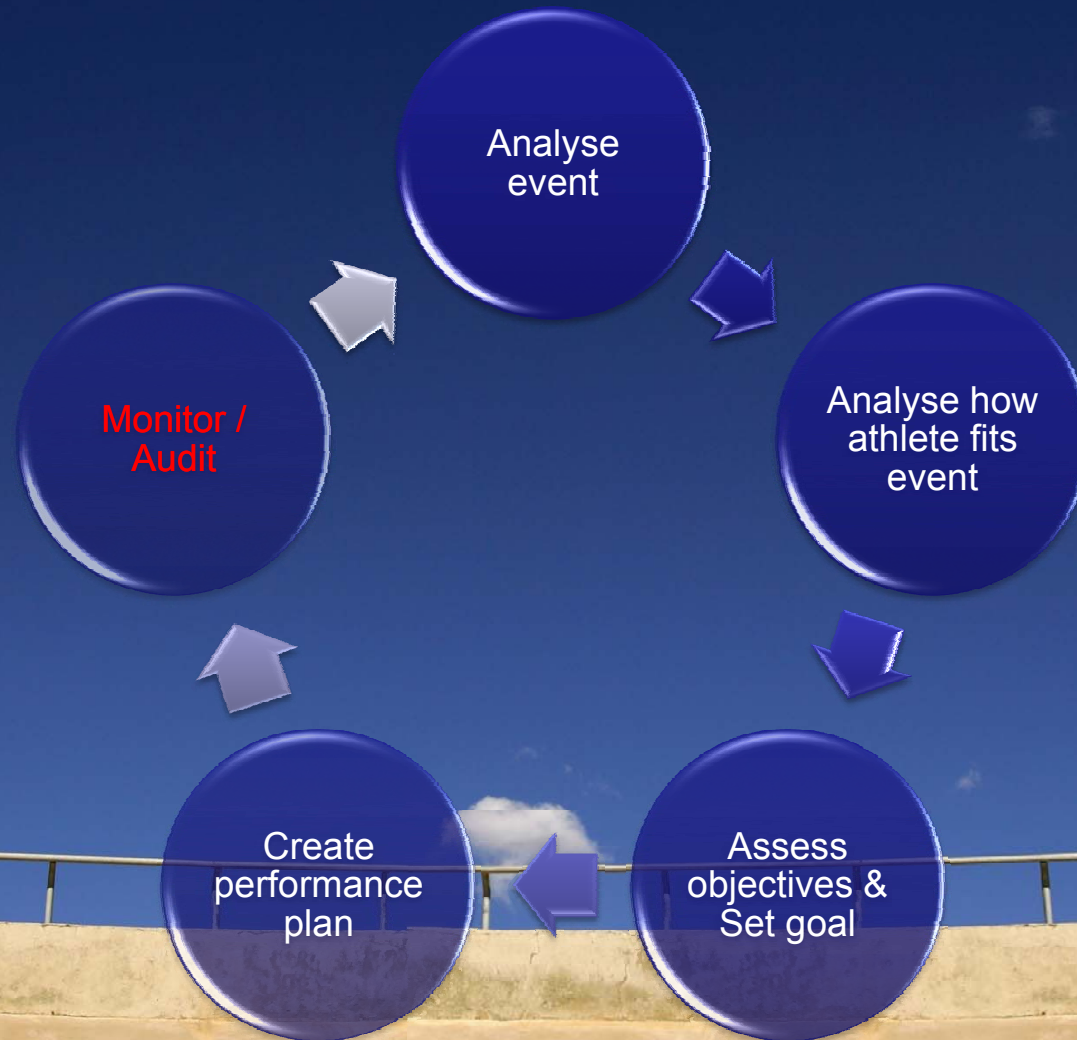 Analyse
event
Analyse how
athlete fits
event
Assess
objectives &
Set goal
Create
performance
plan
Monitor /
Audit